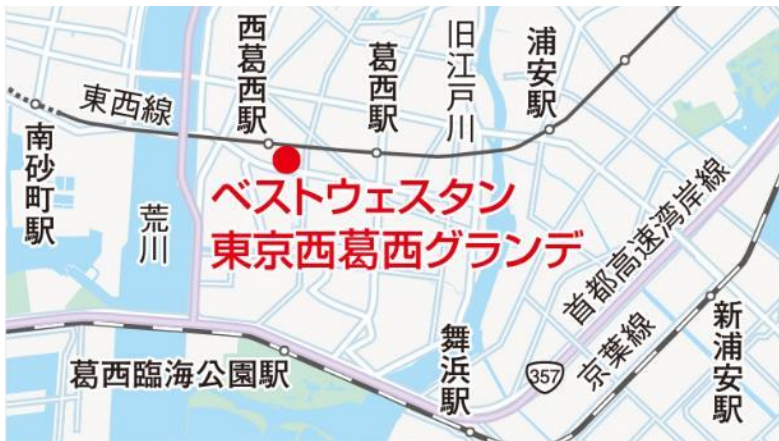 西葛西駅
葛西駅
旧江戸川
浦安駅
東西線
南砂町駅
荒川
ベストウェスタン
東京西葛西グランデ
首都高速湾岸線
京葉線
新浦安駅
357
舞浜駅
葛西臨海公園駅